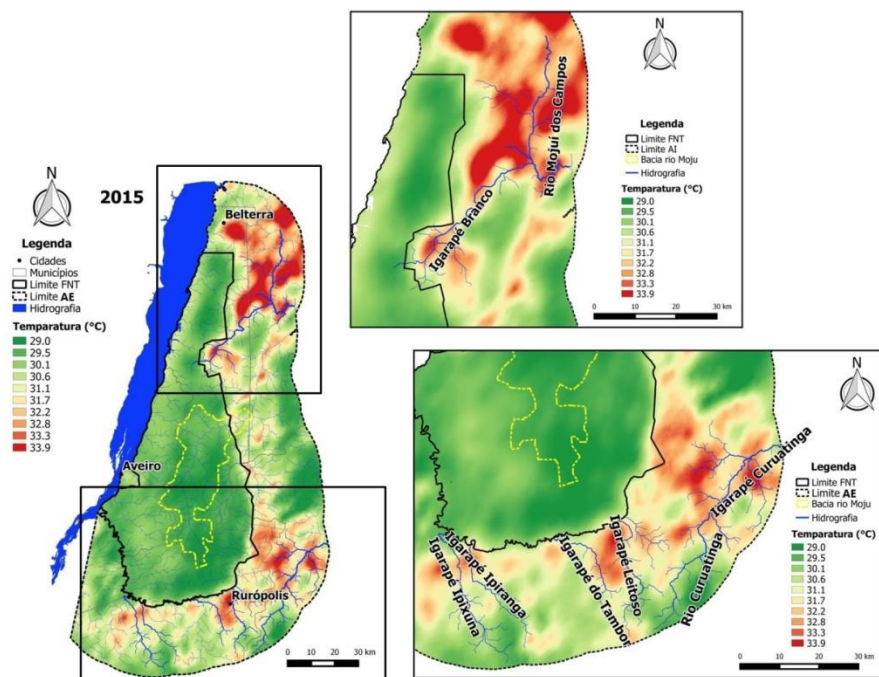 2015
Belterra
Aveiro
Rurópolis
Legenda
Cidades
Municípios
Limite FNT
Limite AE
Hidrografia
Temparatura (°C)
29.0
29.5
30.1
30.6
31.1
31.7
32.2
32.8
33.3
33.9
0 10 20 30 km
Igarapé Branco
Rio Mojuí dos Campos
Legenda
Limite FNT
Limite AI
Bacia rio Moju
Hidrografia
Temparatura (°C)
29.0
29.5
30.1
30.6
31.1
31.7
32.2
32.8
33.3
33.9
0 10 20 30 km
Igarapé Ipixuna
Igarapé Ipiranga
Igarapé do Tambor
Igarapé Leitoso
Rio Curuatinga
Igarapé Curuatinga
Legenda
Limite FNT
Limite AE
Bacia rio Moju
Hidrografia
Temparatura (°C)
29.0
29.5
30.1
30.6
31.1
31.7
32.2
32.8
33.3
33.9
0 10 20 30 km